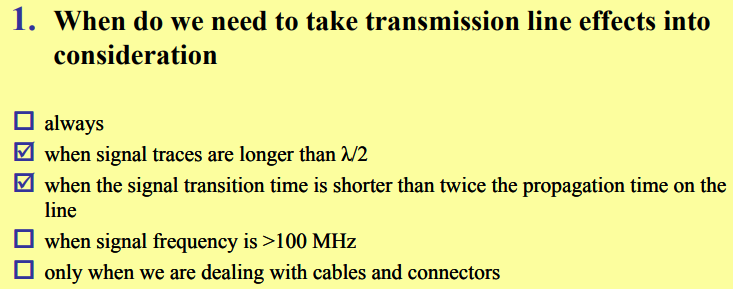 1. When do we need to take transmission line effects into
consideration
☐ always
☑ when signal traces are longer than λ/2
☑ when the signal transition time is shorter than twice the propagation time on the
line
☐ when signal frequency is >100 MHz
☐ only when we are dealing with cables and connectors